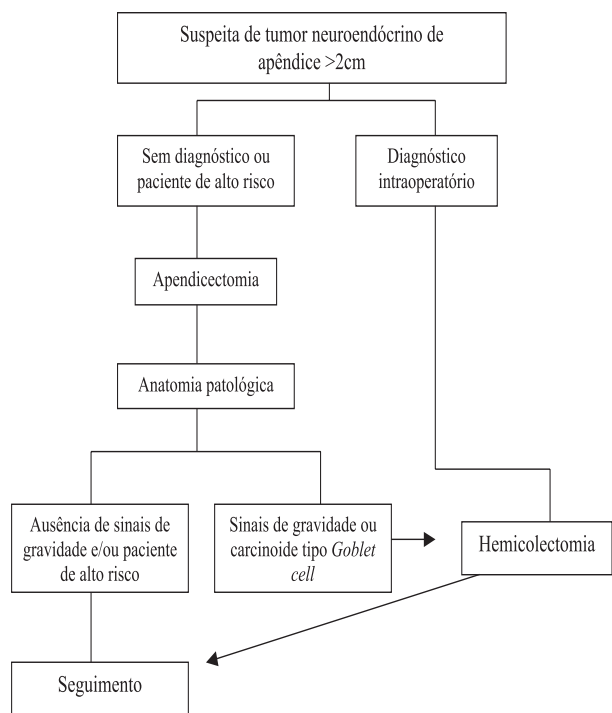 Suspeita de tumor neuroendócrino de
apêndice >2cm
Sem diagnóstico ou
paciente de alto risco
Diagnóstico
intraoperatório
Apendicectomia
Anatomia patológica
Ausência de sinais de
gravidade e/ou paciente
de alto risco
Sinais de gravidade ou
carcinoide tipo Goblet
cell
Hemicolectomia
Seguimento